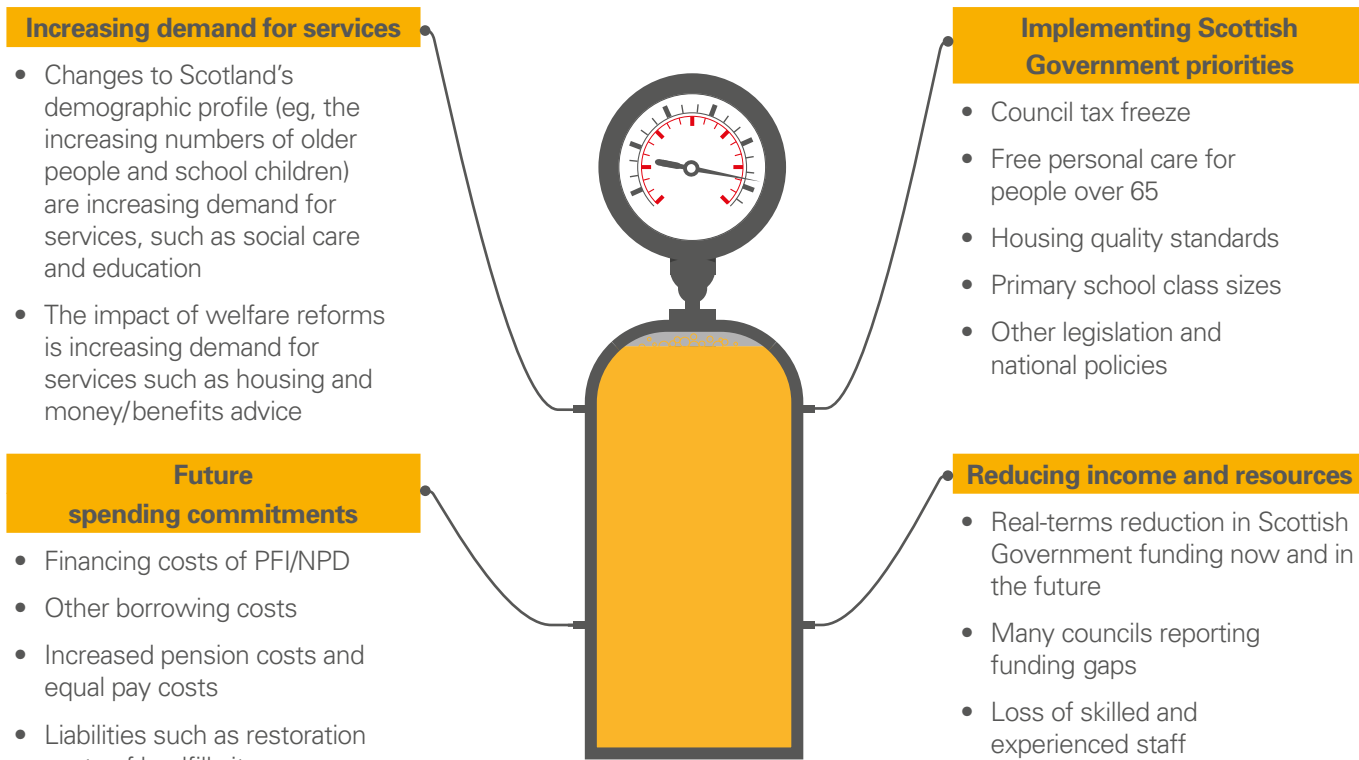 Increasing demand for services
• Changes to Scotland's
demographic profile (eg, the
increasing numbers of older
people and school children)
are increasing demand for
services, such as social care
and education
• The impact of welfare reforms
is increasing demand for
services such as housing and
money/benefits advice
Future
spending commitments
• Financing costs of PFI/NPD
• Other borrowing costs
• Increased pension costs and
equal pay costs
• Liabilities such as restoration
Implementing Scottish
Government priorities
• Council tax freeze
• Free personal care for
people over 65
• Housing quality standards
• Primary school class sizes
• Other legislation and
national policies
Reducing income and resources
• Real-terms reduction in Scottish
Government funding now and in
the future
• Many councils reporting
funding gaps
• Loss of skilled and
experienced staff